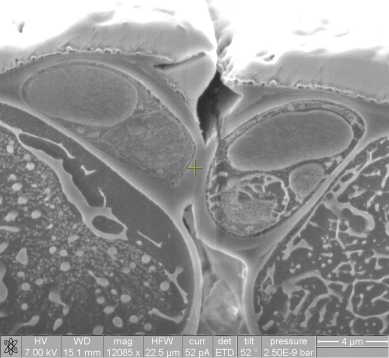 HV WD mag HFW curr det tilt pressure 4 µm
7.00 kV 15.1 mm 12085 x 22.5 µm 52 pA ETD 52 ° 2.50E-9 bar